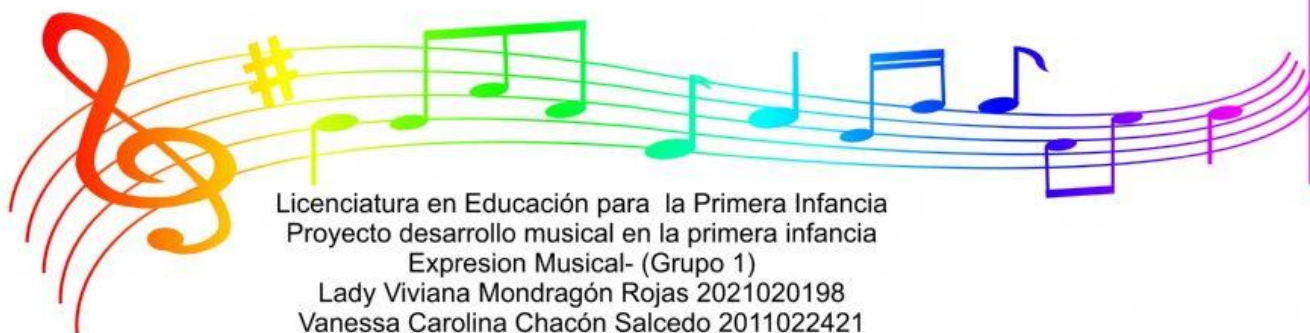 Licenciatura en Educación para la Primera Infancia
Proyecto desarrollo musical en la primera infancia
Expresion Musical- (Grupo 1)
Lady Viviana Mondragón Rojas 2021020198
Vanessa Carolina Chacón Salcedo 2011022421